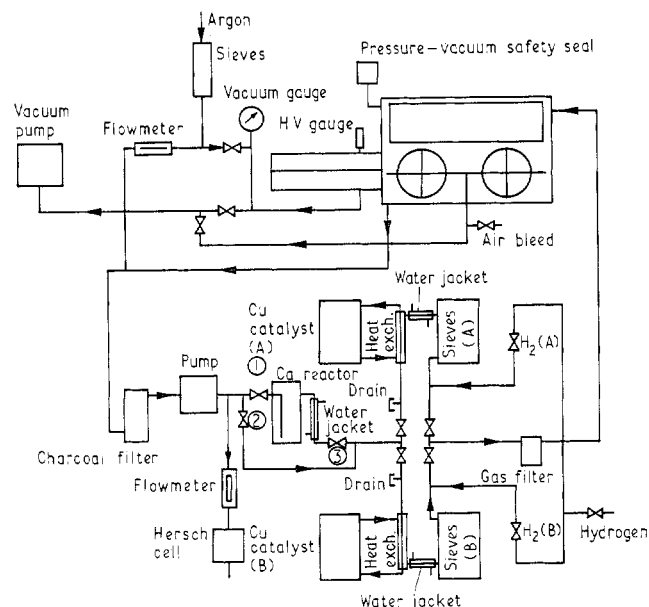 Argon
Sieves
Pressure-vacuum safety seal
Vacuum gauge
Vacuum
pump
Flowmeter
HV gauge
Air bleed
Water jacket
Cu
catalyst
(A)
Heat
exch.
Sieves
(A)
H2(A)
1
Pump
Ca reactor
Drain
Water
jacket
2
3
Charcoal filter
Gas filter
Drain
Flowmeter
Hersch
cell
Cu
catalyst
(B)
Heat
exch.
Sieves
(B)
H2(B)
Hydrogen
Water jacket